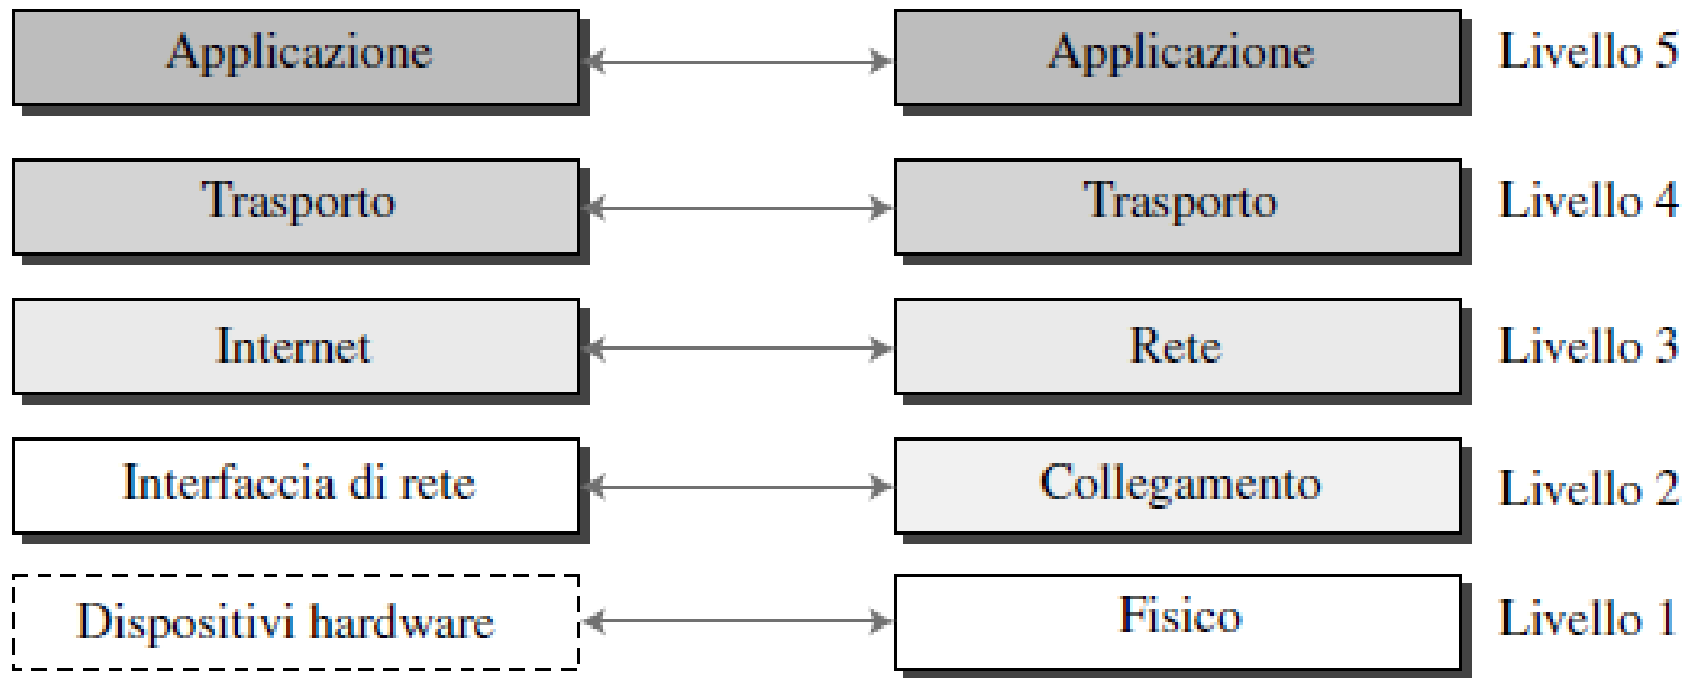 Applicazione Applicazione Livello 5
Trasporto Trasporto Livello 4
Internet Rete Livello 3
Interfaccia di rete Collegamento Livello 2
Dispositivi hardware Fisico Livello 1